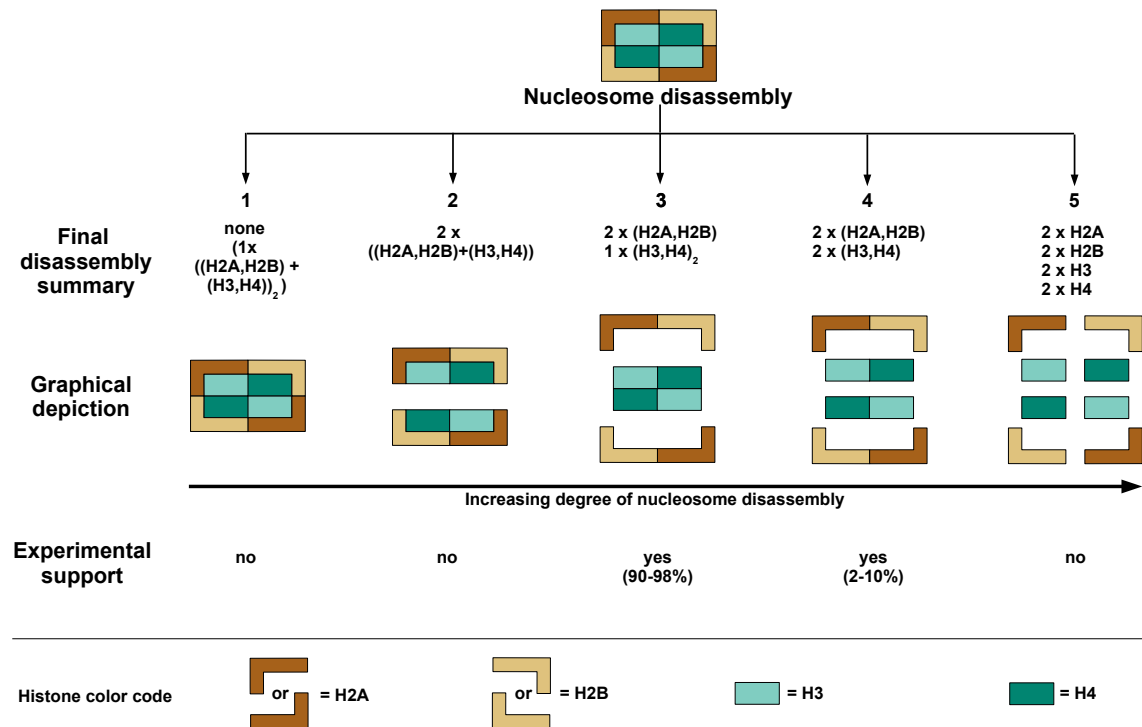 Nucleosome disassembly
1
2
3
4
5
Final
disassembly
summary
none
(1x
((H2A,H2B) +
(H3,H4))₂)
2 x
((H2A,H2B)+(H3,H4))
2 x (H2A,H2B)
1 x (H3,H4)₂
2 x (H2A,H2B)
2 x (H3,H4)
2 x H2A
2 x H2B
2 x H3
2 x H4
Graphical
depiction
Increasing degree of nucleosome disassembly
Experimental
support
no
no
yes
(90-98%)
yes
(2-10%)
no
Histone color code
or = H2A
or = H2B
= H3
= H4